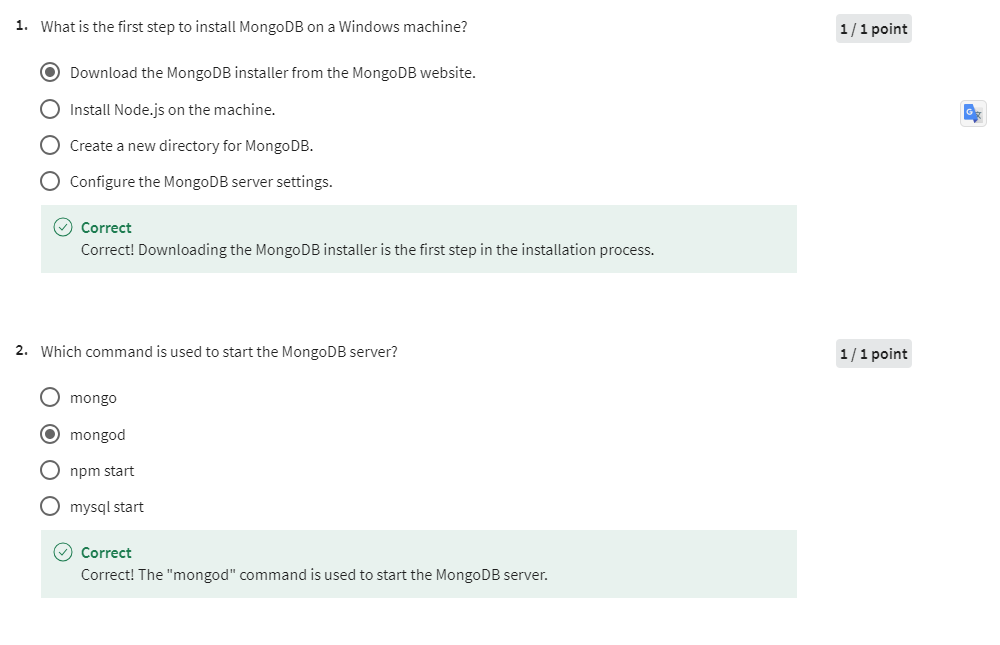 1. What is the first step to install MongoDB on a Windows machine?
1 / 1 point
Download the MongoDB installer from the MongoDB website.
Install Node.js on the machine.
Create a new directory for MongoDB.
Configure the MongoDB server settings.
Correct
Correct! Downloading the MongoDB installer is the first step in the installation process.
2. Which command is used to start the MongoDB server?
1 / 1 point
mongo
mongod
npm start
mysql start
Correct
Correct! The "mongod" command is used to start the MongoDB server.